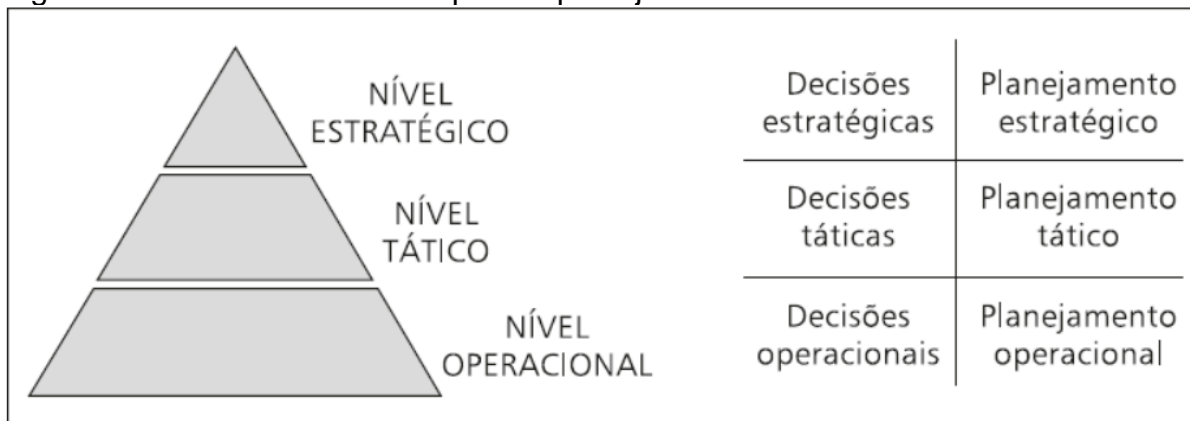 NÍVEL
ESTRATÉGICO
NÍVEL
TÁTICO
NÍVEL
OPERACIONAL
Decisões
estratégicas
Planejamento
estratégico
Decisões
táticas
Planejamento
tático
Decisões
operacionais
Planejamento
operacional